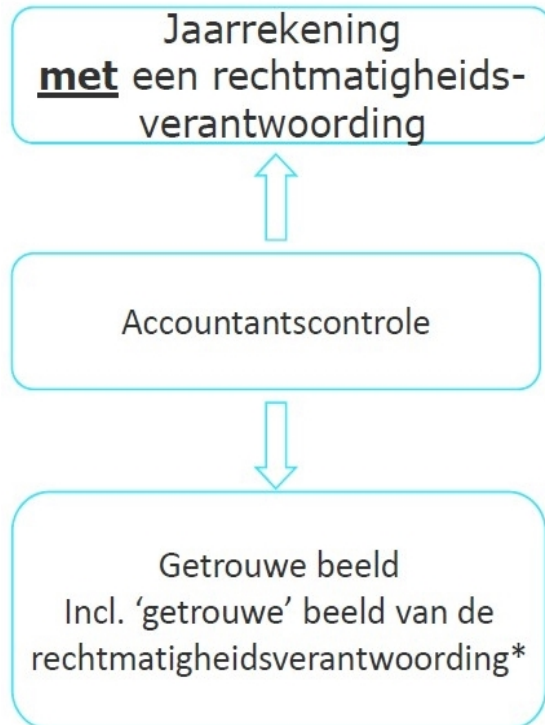 Jaarrekening
met een rechtmatigheids-
verantwoording
Accountantscontrole
Getrouwe beeld
Incl. ‘getrouwe’ beeld van de
rechtmatigheidsverantwoording*